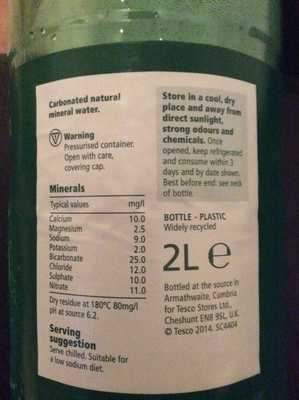 Carbonated natural
mineral water.
Warning
Pressurised container.
Open with care,
covering cap.
Minerals
Typical values mg/l
Calcium 10.0
Magnesium 2.5
Sodium 9.0
Potassium 2.0
Bicarbonate 25.0
Chloride 12.0
Sulphate 10.0
Nitrate 11.0
Dry residue at 180°C 80mg/l
pH at source 6.2.
Serving
suggestion
Serve chilled. Suitable for
a low sodium diet.
Store in a cool, dry
place and away from
direct sunlight,
strong odours and
chemicals. Once
opened, keep refrigerated
and consume within 3
days and by date shown.
Best before end: see neck
of bottle.
BOTTLE - PLASTIC
Widely recycled
2L e
Bottled at the source in
Armathwaite, Cumbria
for Tesco Stores Ltd.,
Cheshunt EN8 9SL, U.K.
© Tesco 2014. SC4404